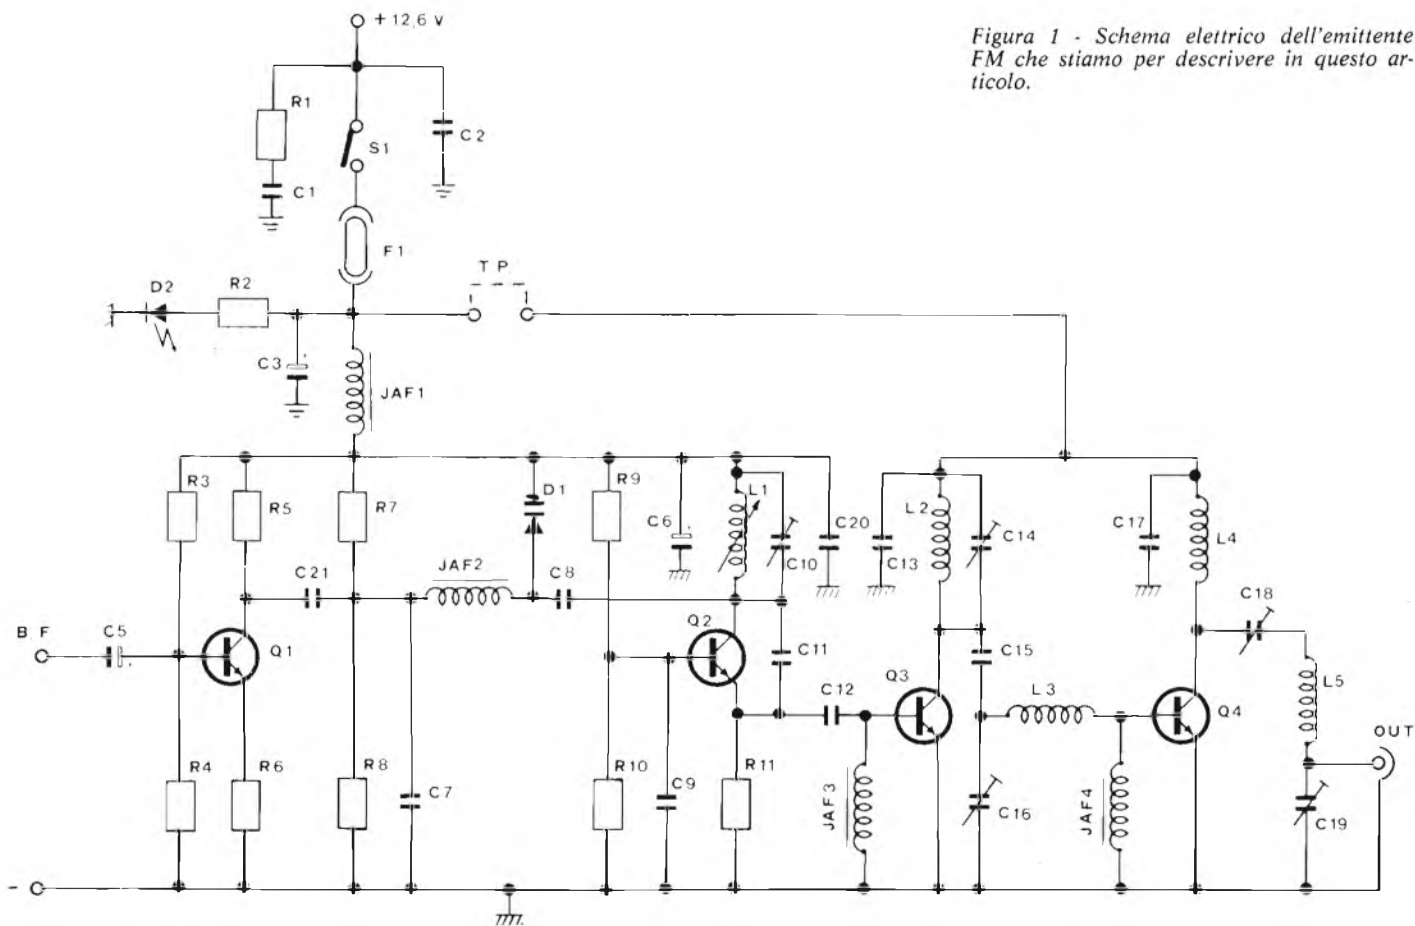 + 12,6 V
Figura 1 - Schema elettrico dell'emittente
FM che stiamo per descrivere in questo ar-
ticolo.
R1
S1
C2
C1
F1
T P
D2
R2
C3
JAF1
R3
R5
R7
D1
R9
C6
L1
C10
C20
C13
L2
C14
C17
L4
C21
JAF2
C8
C18
B F
C5
Q1
Q2
C11
C12
Q3
C15
L3
Q4
L5
OUT
R4
R6
R8
C7
R10
C9
R11
JAF3
C16
JAF4
C19
-